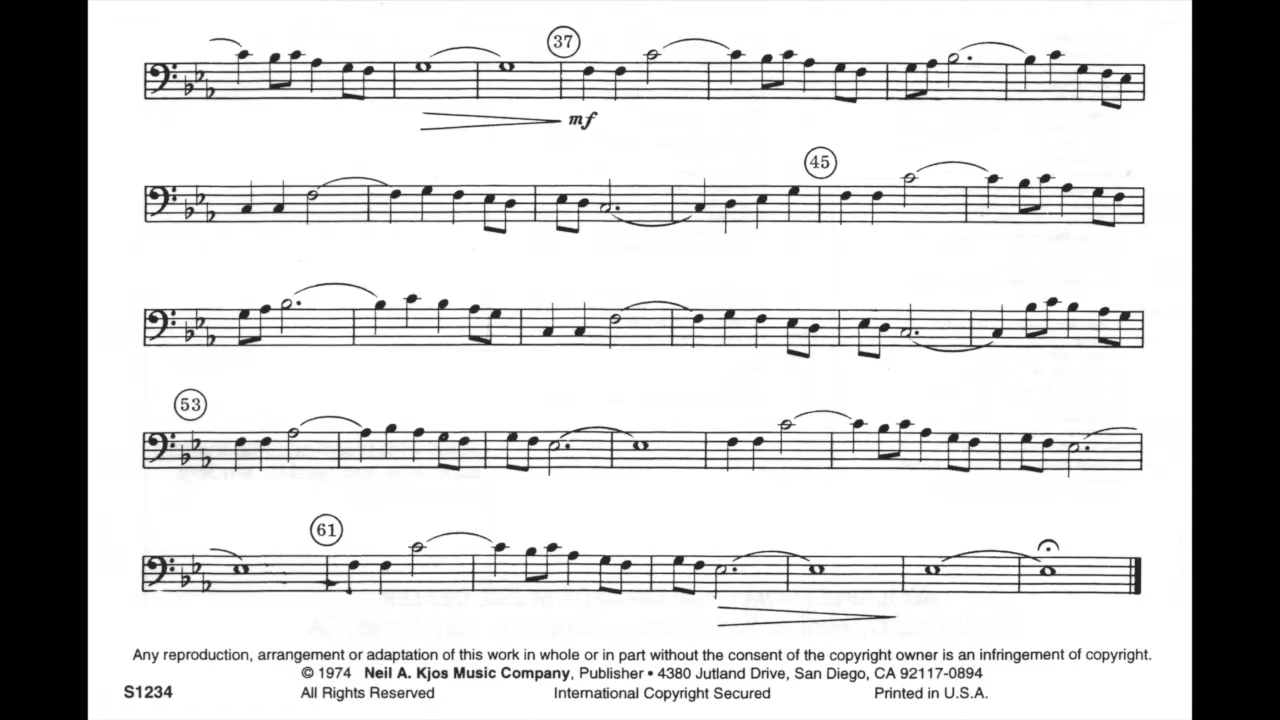 37
mf
45
53
61
Any reproduction, arrangement or adaptation of this work in whole or in part without the consent of the copyright owner is an infringement of copyright.
© 1974 Neil A. Kjos Music Company, Publisher • 4380 Jutland Drive, San Diego, CA 92117-0894
S1234 All Rights Reserved International Copyright Secured Printed in U.S.A.